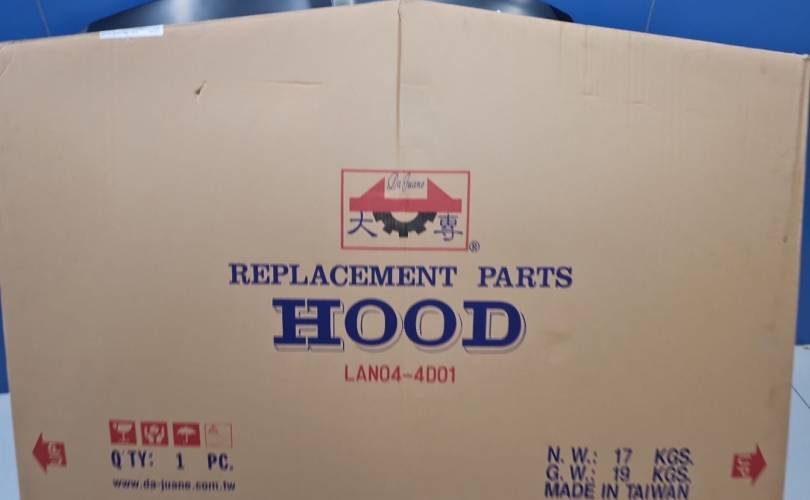 Da Juane
大 專
®
REPLACEMENT PARTS
HOOD
LAN04-4D01
Q'TY: 1 PC.
www.da-juane.com.tw
N. W.: 17 KGS.
G. W.: 19 KGS.
MADE IN TAIWAN